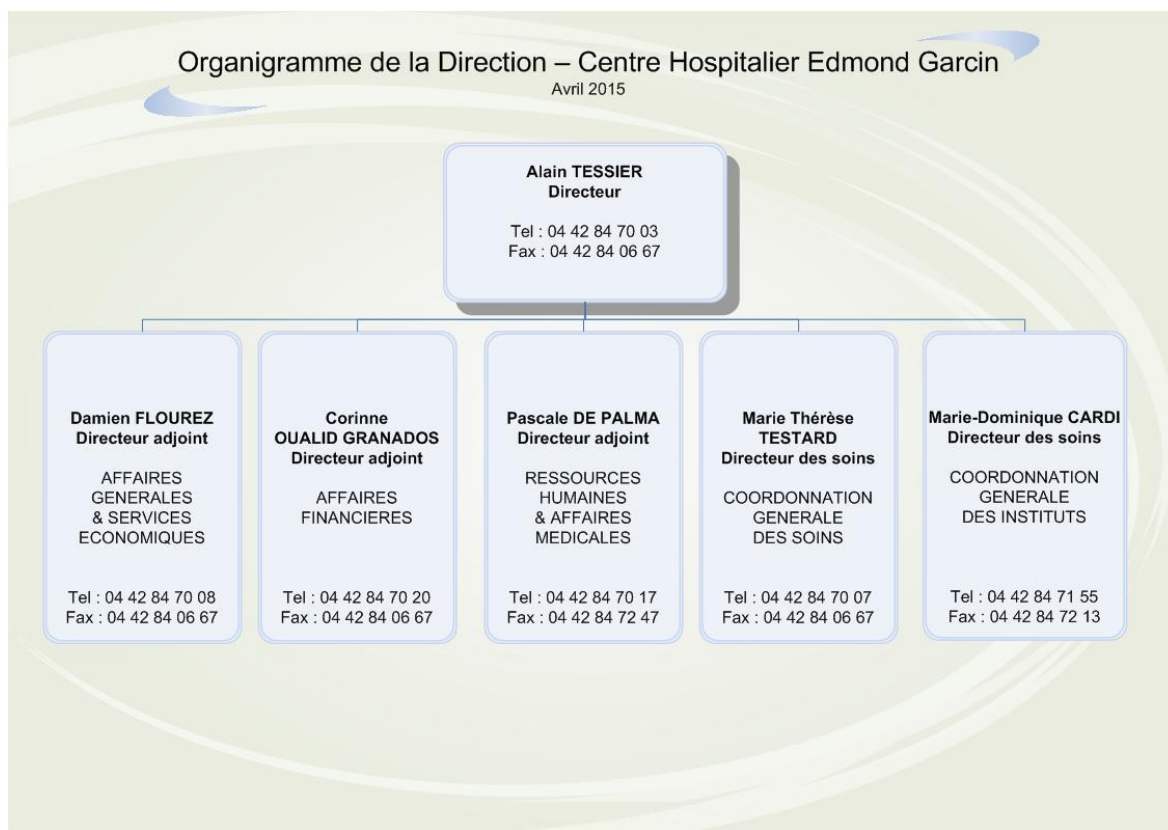 Organigramme de la Direction – Centre Hospitalier Edmond Garcin
Avril 2015
Alain TESSIER
Directeur
Tel : 04 42 84 70 03
Fax : 04 42 84 06 67
Damien FLOUREZ
Directeur adjoint
AFFAIRES
GENERALES
& SERVICES
ECONOMIQUES
Tel : 04 42 84 70 08
Fax : 04 42 84 06 67
Corinne
OUALID GRANADOS
Directeur adjoint
AFFAIRES
FINANCIERES
Tel : 04 42 84 70 20
Fax : 04 42 84 06 67
Pascale DE PALMA
Directeur adjoint
RESSOURCES
HUMAINES
& AFFAIRES
MEDICALES
Tel : 04 42 84 70 17
Fax : 04 42 84 72 47
Marie Thérèse
TESTARD
Directeur des soins
COORDONNATION
GENERALE
DES SOINS
Tel : 04 42 84 70 07
Fax : 04 42 84 06 67
Marie-Dominique CARDI
Directeur des soins
COORDONNATION
GENERALE
DES INSTITUTS
Tel : 04 42 84 71 55
Fax : 04 42 84 72 13